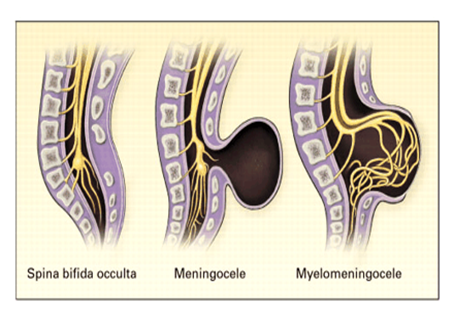 Spina bifida occulta
Meningocele
Myelomeningocele